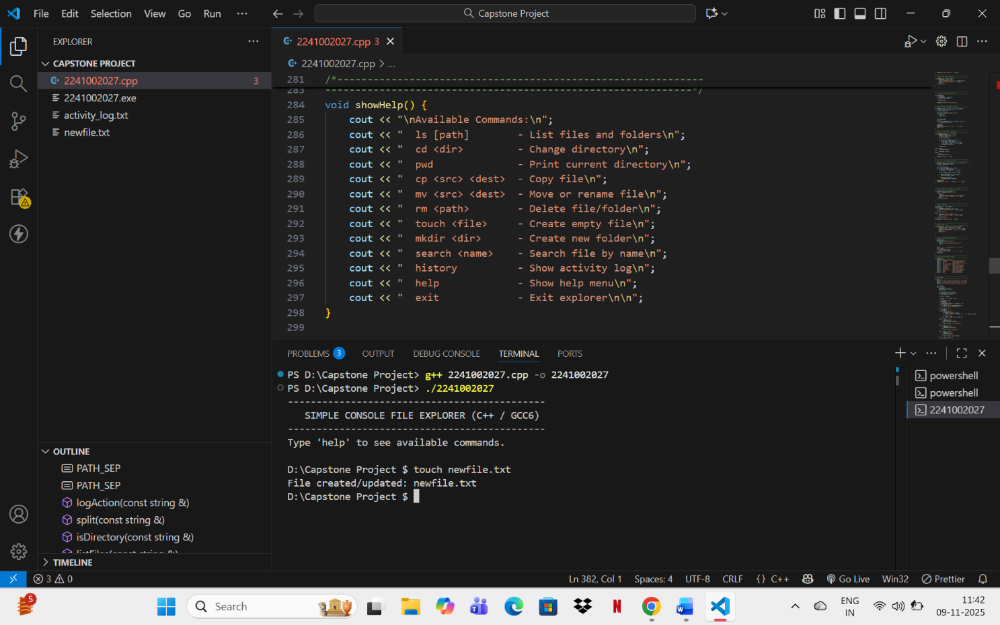 File Edit Selection View Go Run ···
Capstone Project
EXPLORER
CAPSTONE PROJECT
2241002027.cpp 3
2241002027.exe
activity_log.txt
newfile.txt
OUTLINE
PATH_SEP
PATH_SEP
logAction(const string &)
split(const string &)
isDirectory(const string &)
TIMELINE
2241002027.cpp 3
2241002027.cpp > ...
281 /*-------------------------------------------------------------
283 -------------------------------------------------------------*/
284 void showHelp() {
285 cout << "\nAvailable Commands:\n";
286 cout << "  ls [path]        - List files and folders\n";
287 cout << "  cd <dir>         - Change directory\n";
288 cout << "  pwd              - Print current directory\n";
289 cout << "  cp <src> <dest>  - Copy file\n";
290 cout << "  mv <src> <dest>  - Move or rename file\n";
291 cout << "  rm <path>        - Delete file/folder\n";
292 cout << "  touch <file>     - Create empty file\n";
293 cout << "  mkdir <dir>      - Create new folder\n";
294 cout << "  search <name>    - Search file by name\n";
295 cout << "  history          - Show activity log\n";
296 cout << "  help             - Show help menu\n";
297 cout << "  exit             - Exit explorer\n\n";
298 }
299
PROBLEMS 3 OUTPUT DEBUG CONSOLE TERMINAL PORTS
PS D:\Capstone Project> g++ 2241002027.cpp -o 2241002027
PS D:\Capstone Project> ./2241002027
---------------------------------------------
SIMPLE CONSOLE FILE EXPLORER (C++ / GCC6)
---------------------------------------------
Type 'help' to see available commands.
D:\Capstone Project $ touch newfile.txt
File created/updated: newfile.txt
D:\Capstone Project $
powershell
powershell
2241002027
3 0
Ln 382, Col 1 Spaces: 4 UTF-8 CRLF {} C++ Go Live Win32 Prettier
5
Search
ENG
IN
11:42
09-11-2025